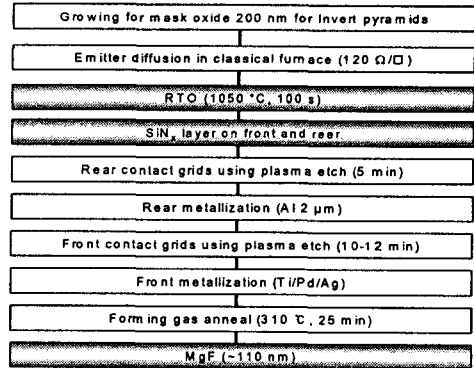 Growing for mask oxide 200 nm for Invert pyramids
Emitter diffusion in classical furnace (120 Ω/□)
RTO (1050 °C, 100 s)
SiNx layer on front and reer
Rear contact grids using plasma etch (5 min)
Rear metallization (Al 2 μm)
Front contact grids using plasma etch (10-12 min)
Front metallization (Ti/Pd/Ag)
Forming gas anneal (310 ℃, 25 min)
MgF (~110 nm)